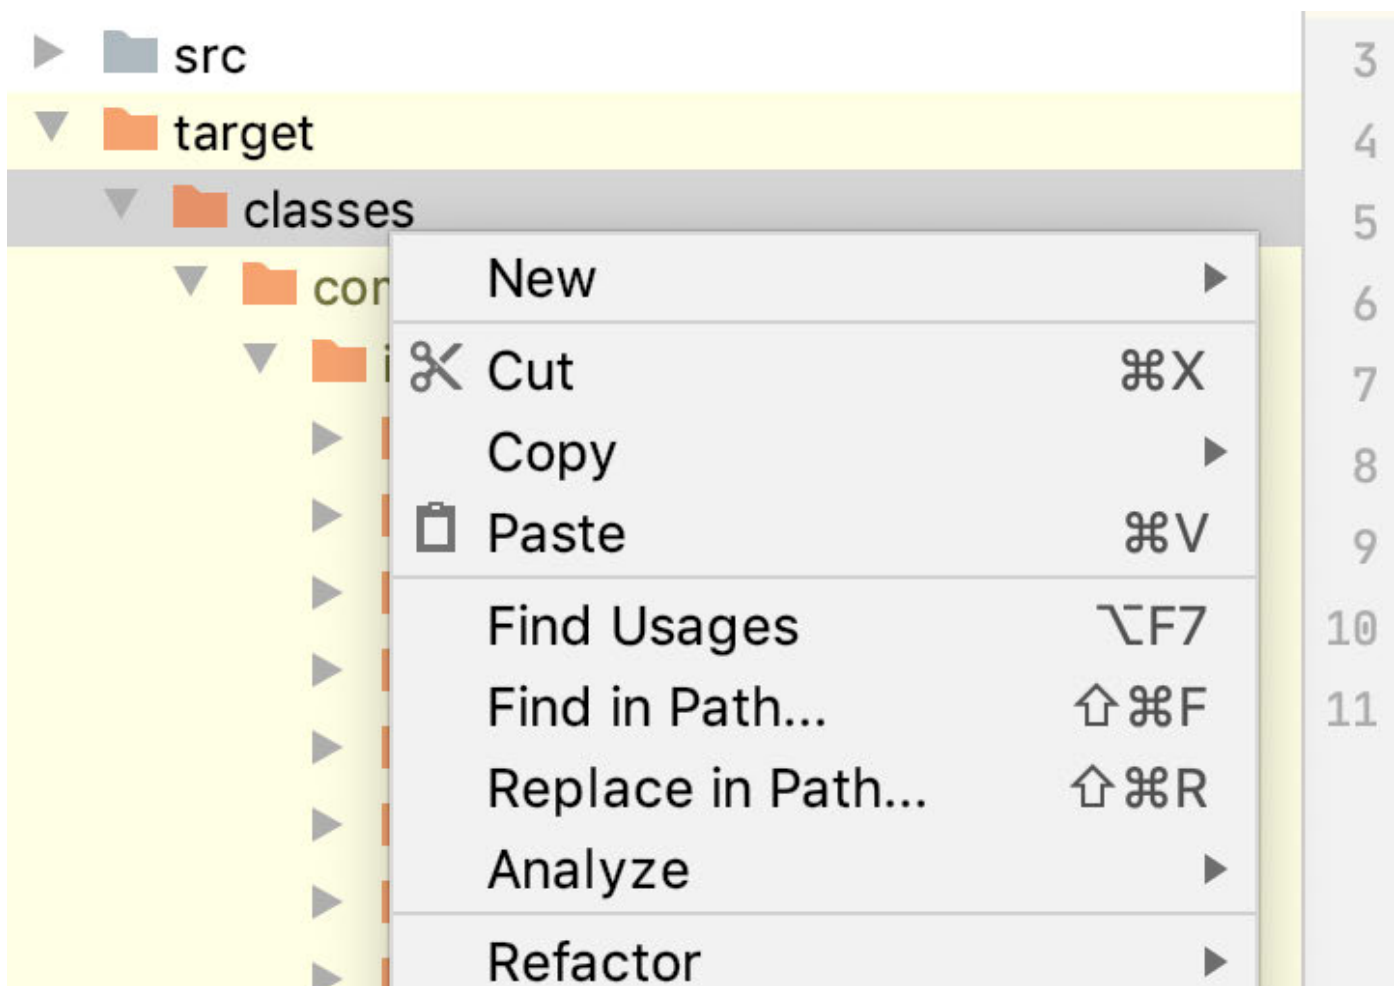 src
target
classes
New
Cut ⌘X
Copy
Paste ⌘V
Find Usages ⌥F7
Find in Path... ⇧⌘F
Replace in Path... ⇧⌘R
Analyze
Refactor
3
4
5
6
7
8
9
10
11